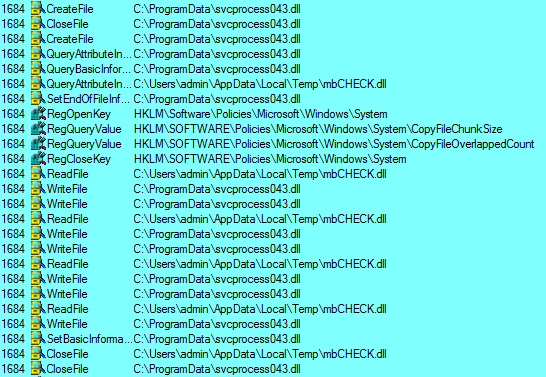 1684 CreateFile C:\ProgramData\svcprocess043.dll
1684 CloseFile C:\ProgramData\svcprocess043.dll
1684 CreateFile C:\ProgramData\svcprocess043.dll
1684 QueryAttributeIn... C:\ProgramData\svcprocess043.dll
1684 QueryBasicInfor... C:\ProgramData\svcprocess043.dll
1684 QueryAttributeIn... C:\Users\admin\AppData\Local\Temp\mbCHECK.dll
1684 SetEndOfFileInf... C:\ProgramData\svcprocess043.dll
1684 RegOpenKey HKLM\Software\Policies\Microsoft\Windows\System
1684 RegQueryValue HKLM\SOFTWARE\Policies\Microsoft\Windows\System\CopyFileChunkSize
1684 RegQueryValue HKLM\SOFTWARE\Policies\Microsoft\Windows\System\CopyFileOverlappedCount
1684 RegCloseKey HKLM\SOFTWARE\Policies\Microsoft\Windows\System
1684 ReadFile C:\Users\admin\AppData\Local\Temp\mbCHECK.dll
1684 WriteFile C:\ProgramData\svcprocess043.dll
1684 WriteFile C:\ProgramData\svcprocess043.dll
1684 ReadFile C:\Users\admin\AppData\Local\Temp\mbCHECK.dll
1684 WriteFile C:\ProgramData\svcprocess043.dll
1684 WriteFile C:\ProgramData\svcprocess043.dll
1684 ReadFile C:\Users\admin\AppData\Local\Temp\mbCHECK.dll
1684 WriteFile C:\ProgramData\svcprocess043.dll
1684 WriteFile C:\ProgramData\svcprocess043.dll
1684 ReadFile C:\Users\admin\AppData\Local\Temp\mbCHECK.dll
1684 WriteFile C:\ProgramData\svcprocess043.dll
1684 SetBasicInforma... C:\ProgramData\svcprocess043.dll
1684 CloseFile C:\Users\admin\AppData\Local\Temp\mbCHECK.dll
1684 CloseFile C:\ProgramData\svcprocess043.dll